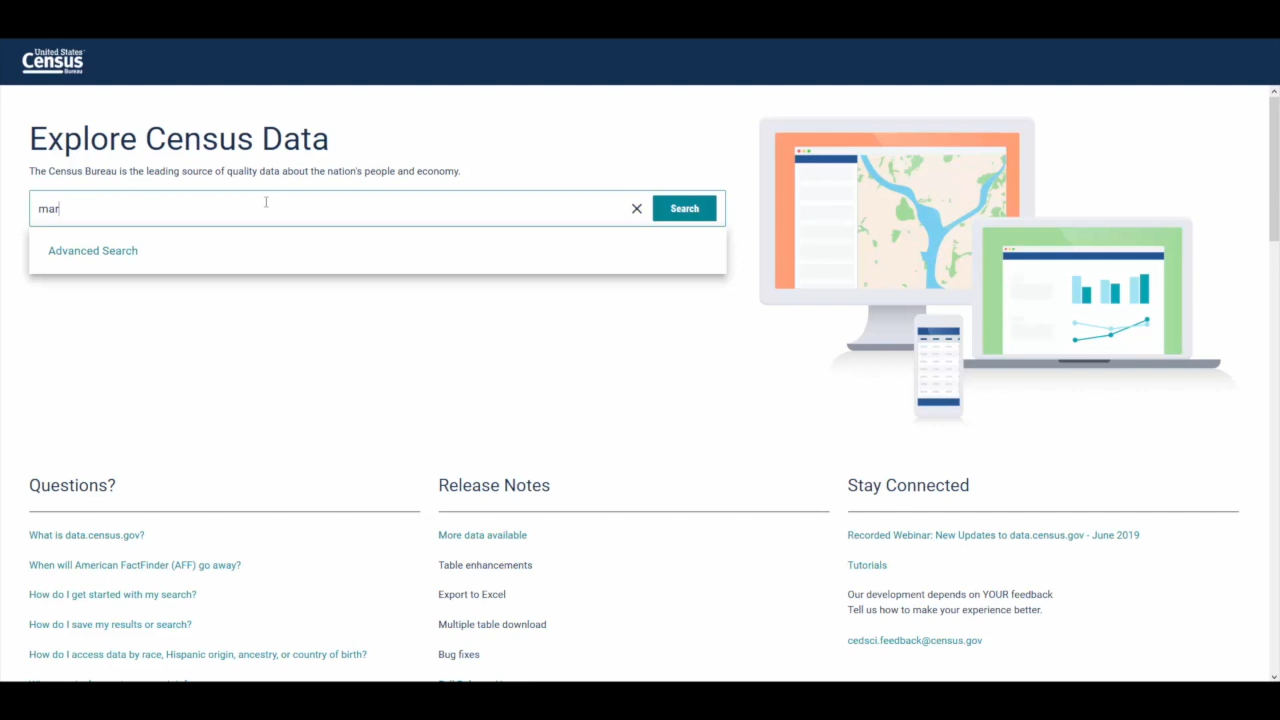 United States
Census
Bureau
Explore Census Data
The Census Bureau is the leading source of quality data about the nation's people and economy.
mar
Search
Advanced Search
Questions?
What is data.census.gov?
When will American FactFinder (AFF) go away?
How do I get started with my search?
How do I save my results or search?
How do I access data by race, Hispanic origin, ancestry, or country of birth?
Release Notes
More data available
Table enhancements
Export to Excel
Multiple table download
Bug fixes
Stay Connected
Recorded Webinar: New Updates to data.census.gov - June 2019
Tutorials
Our development depends on YOUR feedback
Tell us how to make your experience better.
cedsci.feedback@census.gov